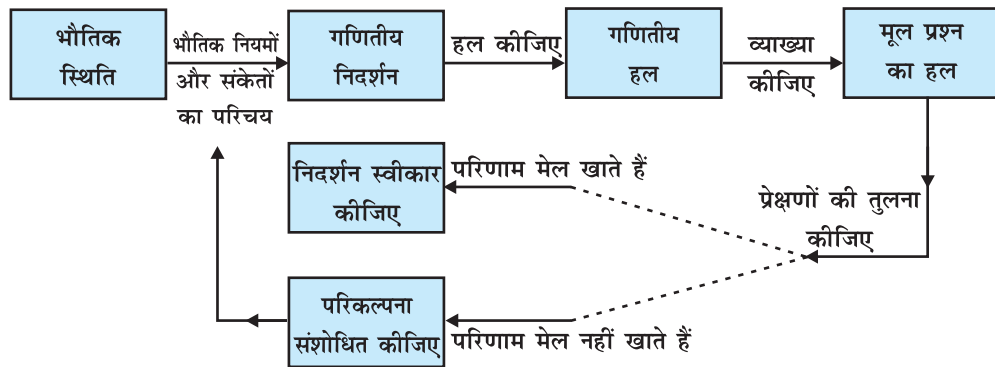 भौतिक
स्थिति
भौतिक नियमों
और संकेतों
का परिचय
गणितीय
निदर्शन
हल कीजिए
गणितीय
हल
व्याख्या
कीजिए
मूल प्रश्न
का हल
निदर्शन स्वीकार
कीजिए
परिणाम मेल खाते हैं
प्रेक्षणों की तुलना
कीजिए
परिकल्पना
संशोधित कीजिए
परिणाम मेल नहीं खाते हैं